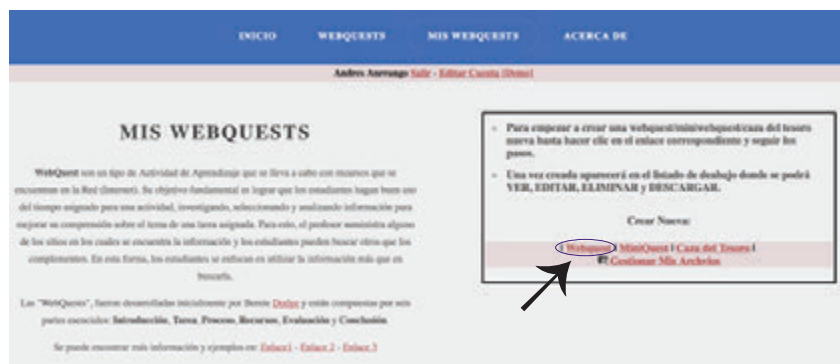 INICIO WEBQUESTS MIS WEBQUESTS ACERCA DE
Andres Anrrango Salir - Editar Cuenta [Demo]
MIS WEBQUESTS
WebQuest son un tipo de Actividad de Aprendizaje que se lleva a cabo con recursos que se
encuentran en la Red (Internet). Su objetivo fundamental es lograr que los estudiantes hagan buen uso
del tiempo asignado para una actividad, investigando, seleccionando y analizando información para
mejorar su comprensión sobre el tema de una tarea asignada. Para esto, el profesor suministra alguno
de los sitios en los cuales se encuentra la información y los estudiantes pueden buscar otros que los
complementen. En esta forma, los estudiantes se enfocan en utilizar la información más que en
buscarla.
Las "WebQuests", fueron desarrolladas inicialmente por Bernie Dodge y están compuestas por seis
partes esenciales: Introducción, Tarea, Proceso, Recursos, Evaluación y Conclusión.
Se puede encontrar más información y ejemplos en: Enlace1 - Enlace 2 - Enlace 3
- Para empezar a crear una webquest/miniwebquest/caza del tesoro
nueva basta hacer clic en el enlace correspondiente y seguir los
pasos.
- Una vez creada aparecerá en el listado de deabajo donde se podrá
VER, EDITAR, ELIMINAR y DESCARGAR.
Crear Nueva:
| Webquest | MiniQuest | Caza del Tesoro |
Gestionar Mis Archvios